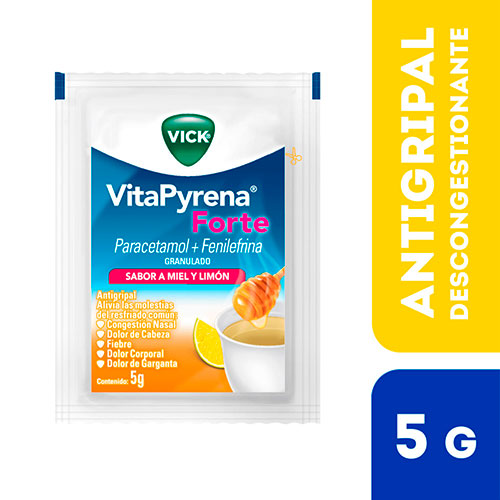 VICK®
VitaPyrena®
Forte
Paracetamol + Fenilefrina
GRANULADO
SABOR A MIEL Y LIMÓN
Antigripal
Alivia las molestias
del resfriado común:
Congestión Nasal
Dolor de Cabeza
Fiebre
Dolor Corporal
Dolor de Garganta
Contenido: 5g
ANTIGRIPAL
DESCONGESTIONANTE
5 G